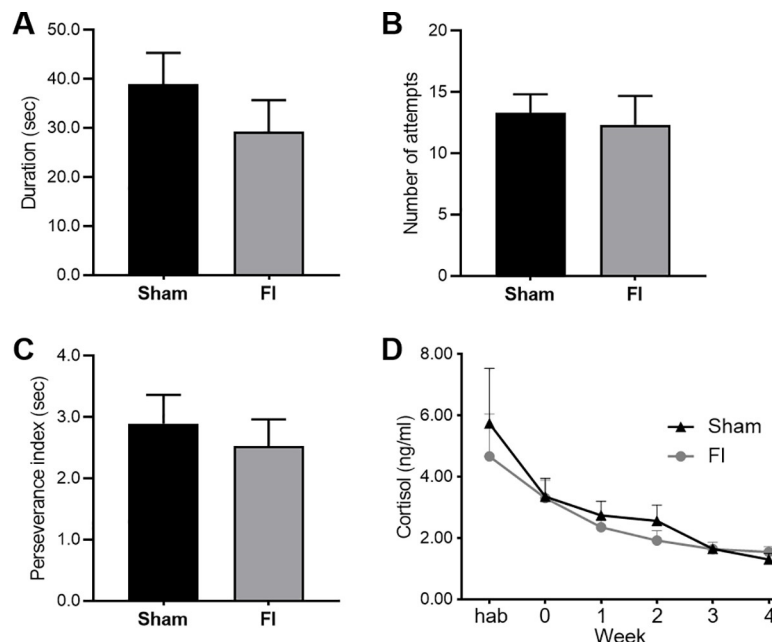 A
Duration (sec)
50.0
40.0
30.0
20.0
10.0
0.0
Sham
FI
B
Number of attempts
20
15
10
5
0
Sham
FI
C
Perseverance index (sec)
4.0
3.0
2.0
1.0
0.0
Sham
FI
D
Cortisol (ng/ml)
8.00
6.00
4.00
2.00
0.00
Sham
FI
hab 0 1 2 3 4
Week